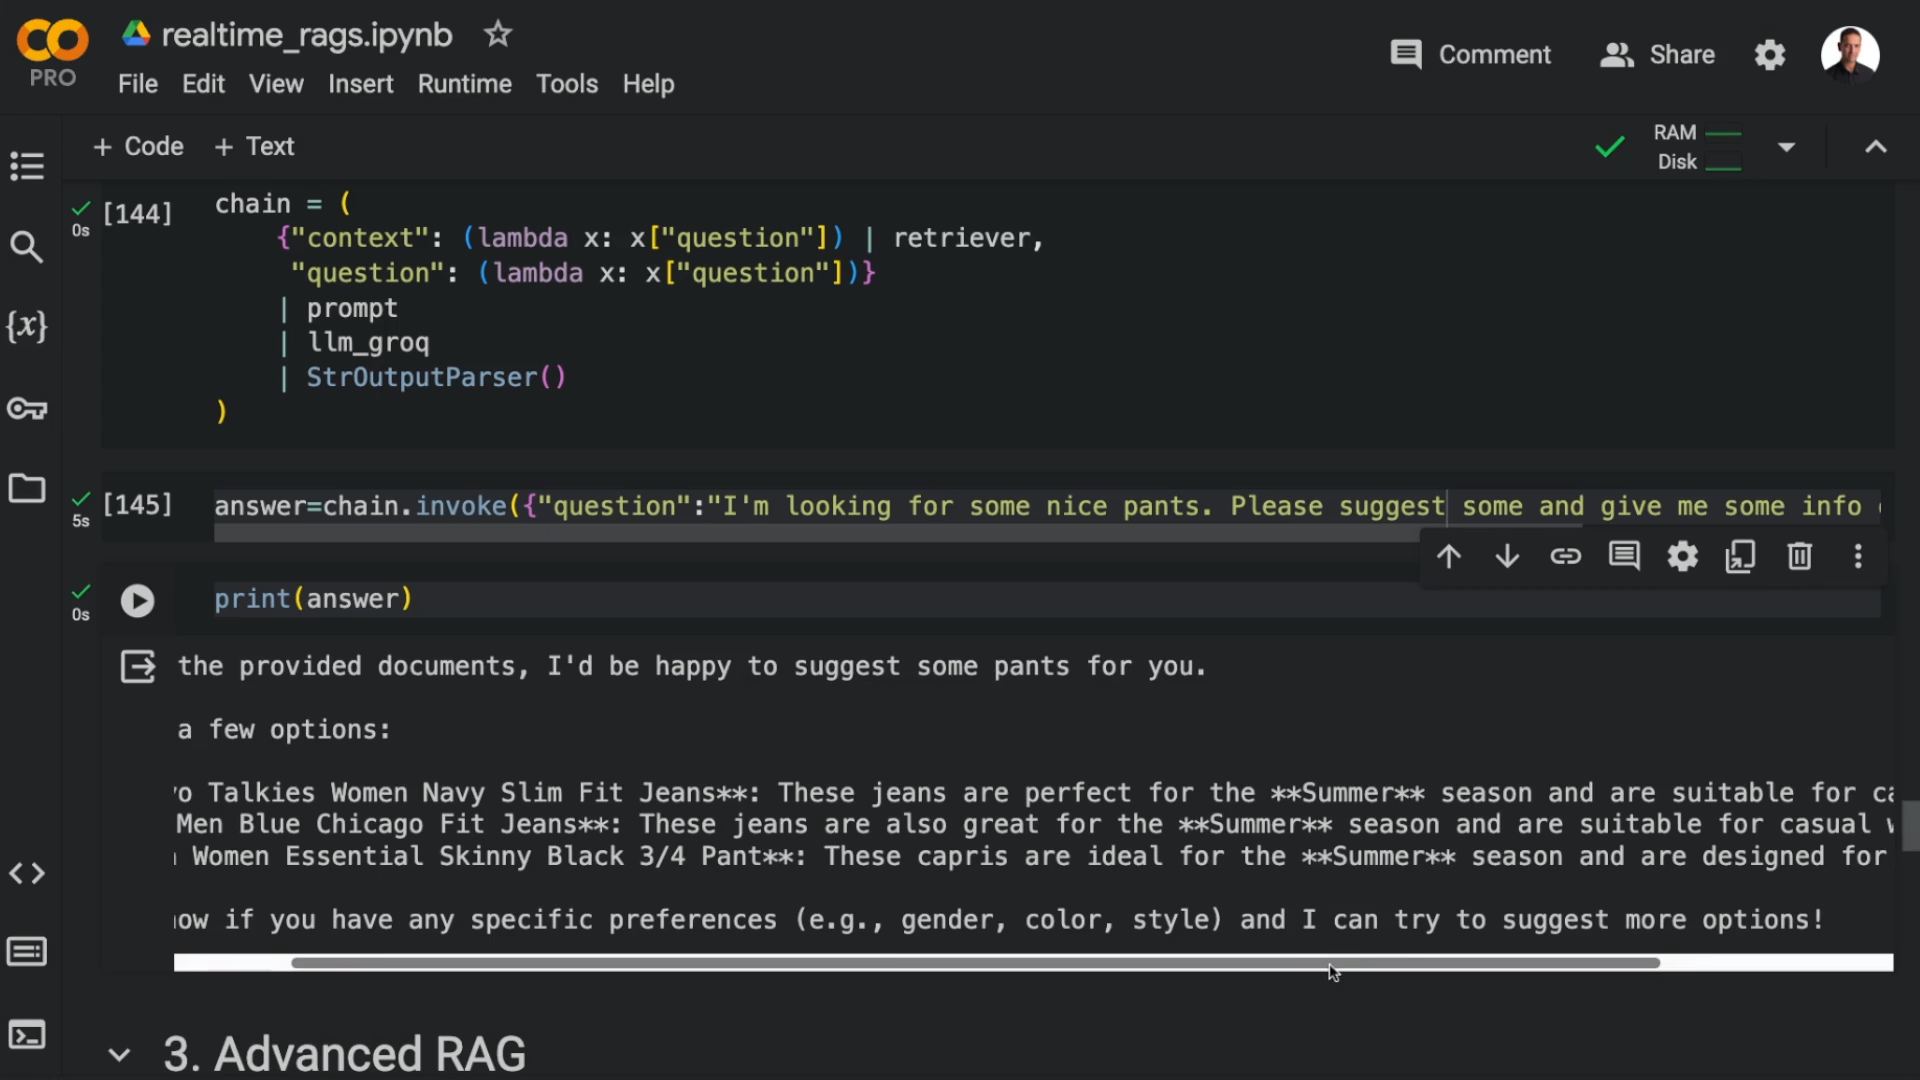 CO
PRO
realtime_rags.ipynb
File Edit View Insert Runtime Tools Help
Comment
Share
+ Code + Text
RAM
Disk
[144]
0s
chain = (
{"context": (lambda x: x["question"]) | retriever,
"question": (lambda x: x["question"])}
| prompt
| llm_groq
| StrOutputParser()
)
[145]
5s
answer=chain.invoke({"question":"I'm looking for some nice pants. Please suggest some and give me some info
0s
print(answer)
the provided documents, I'd be happy to suggest some pants for you.
a few options:
Talkies Women Navy Slim Fit Jeans**: These jeans are perfect for the **Summer** season and are suitable for
Men Blue Chicago Fit Jeans**: These jeans are also great for the **Summer** season and are suitable for casual
Women Essential Skinny Black 3/4 Pant**: These capris are ideal for the **Summer** season and are designed for
if you have any specific preferences (e.g., gender, color, style) and I can try to suggest more options!
3. Advanced RAG
{x}